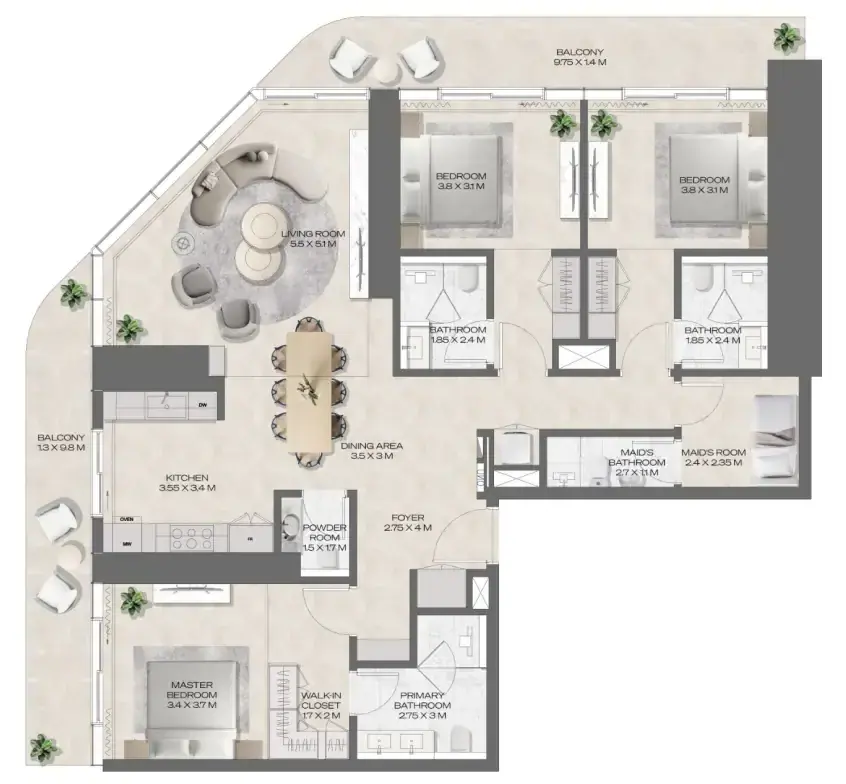 BALCONY
9.75 X 1.4 M
BEDROOM
3.8 X 3.1 M
BEDROOM
3.8 X 3.1 M
LIVING ROOM
5.5 X 5.1 M
BATHROOM
1.85 X 2.4 M
BATHROOM
1.85 X 2.4 M
DW
BALCONY
1.3 X 9.8 M
DINING AREA
3.5 X 3 M
MAID'S
BATHROOM
2.7 X 1.1 M
MAID'S ROOM
2.4 X 2.35 M
KITCHEN
3.55 X 3.4 M
OVEN
MW
FOYER
2.75 X 4 M
POWDER
ROOM
1.5 X 1.7 M
MASTER
BEDROOM
3.4 X 3.7 M
WALK-IN
CLOSET
1.7 X 2 M
PRIMARY
BATHROOM
2.75 X 3 M